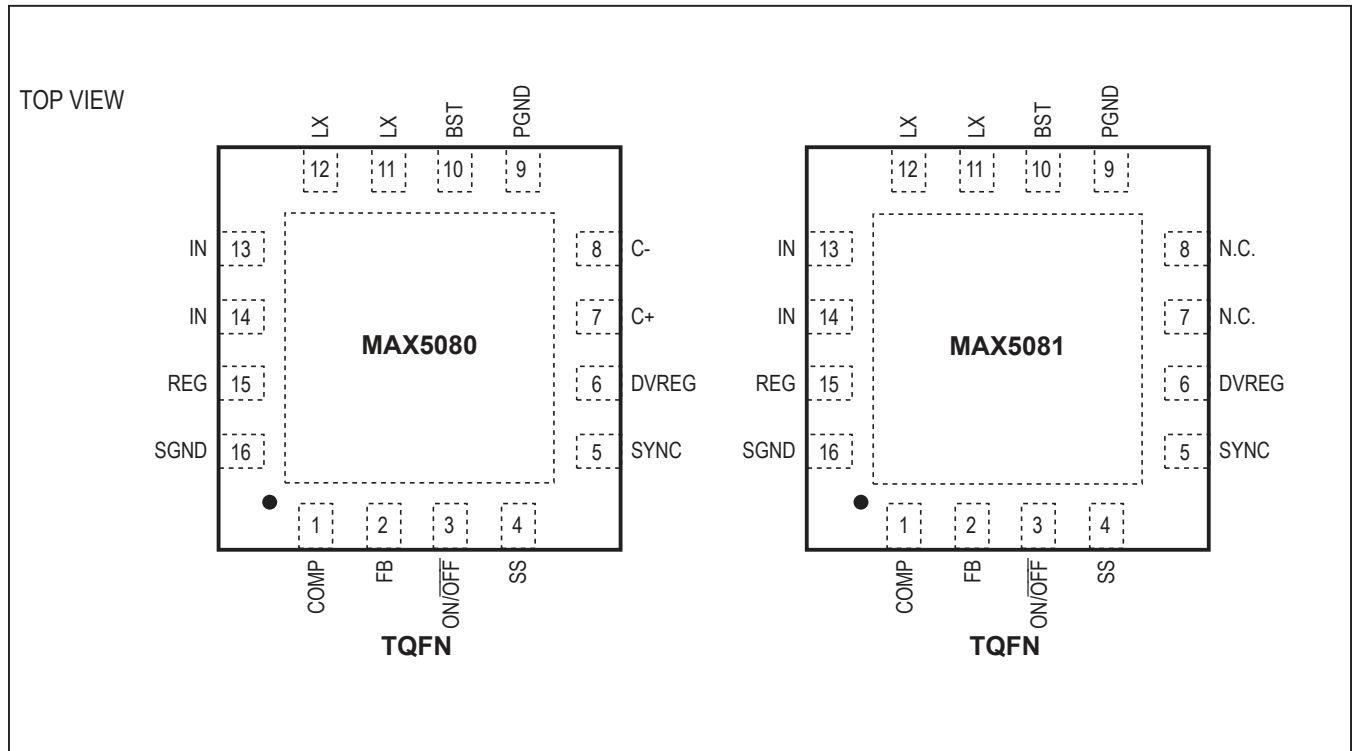 TOP VIEW
LX LX BST PGND
12 11 10 9
IN 13 8 C-
IN 14 7 C+
MAX5080
REG 15 6 DVREG
SGND 16 5 SYNC
1 2 3 4
COMP FB ON/OFF SS
TQFN
LX LX BST PGND
12 11 10 9
IN 13 8 N.C.
IN 14 7 N.C.
MAX5081
REG 15 6 DVREG
SGND 16 5 SYNC
1 2 3 4
COMP FB ON/OFF SS
TQFN